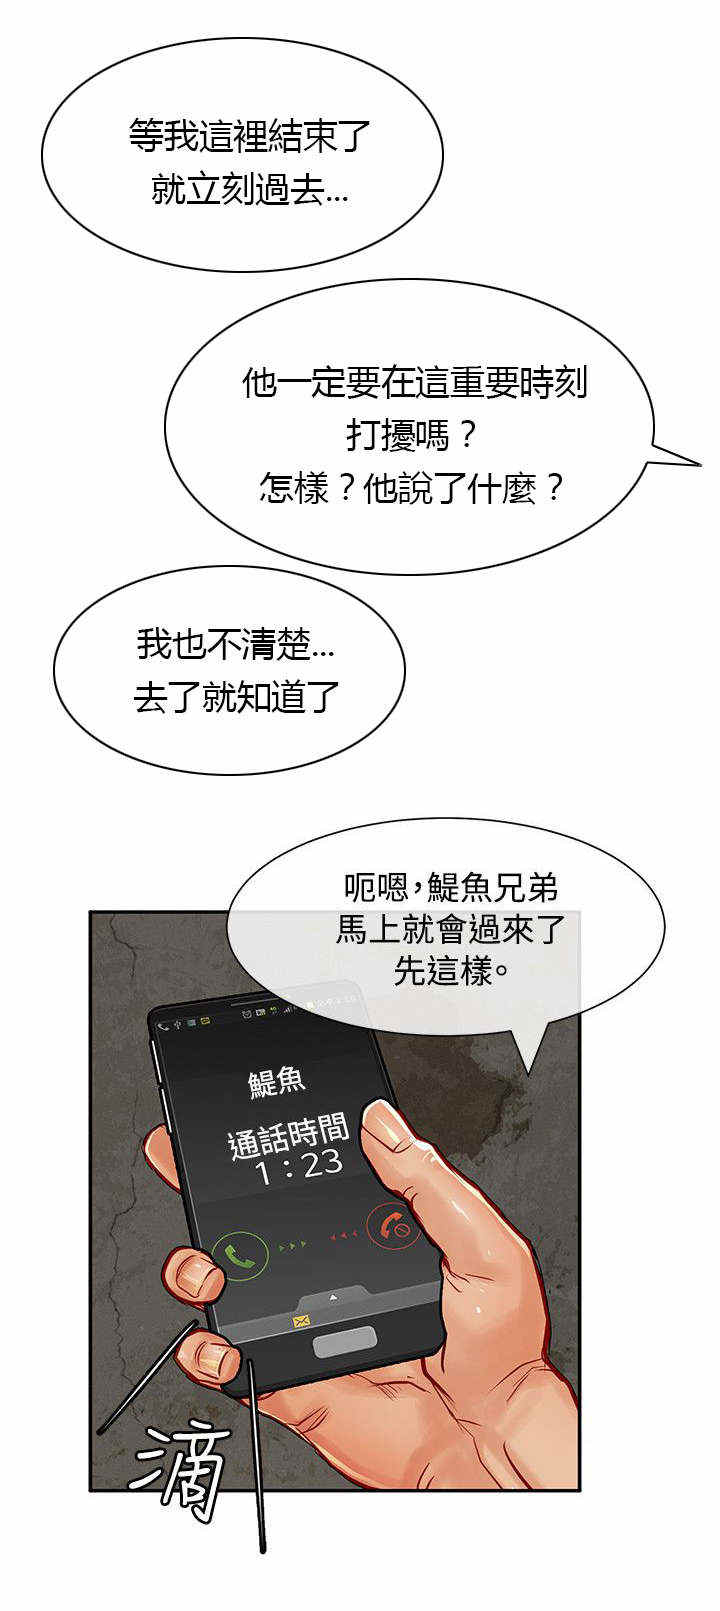 等我這裡結束了
就立刻過去...
他一定要在這重要時刻
打擾嗎？
怎樣？他說了什麼？
我也不清楚...
去了就知道了
呃嗯，鯷魚兄弟
馬上就會過來了
先這樣。
鯷魚
通話時間
1：23
滴